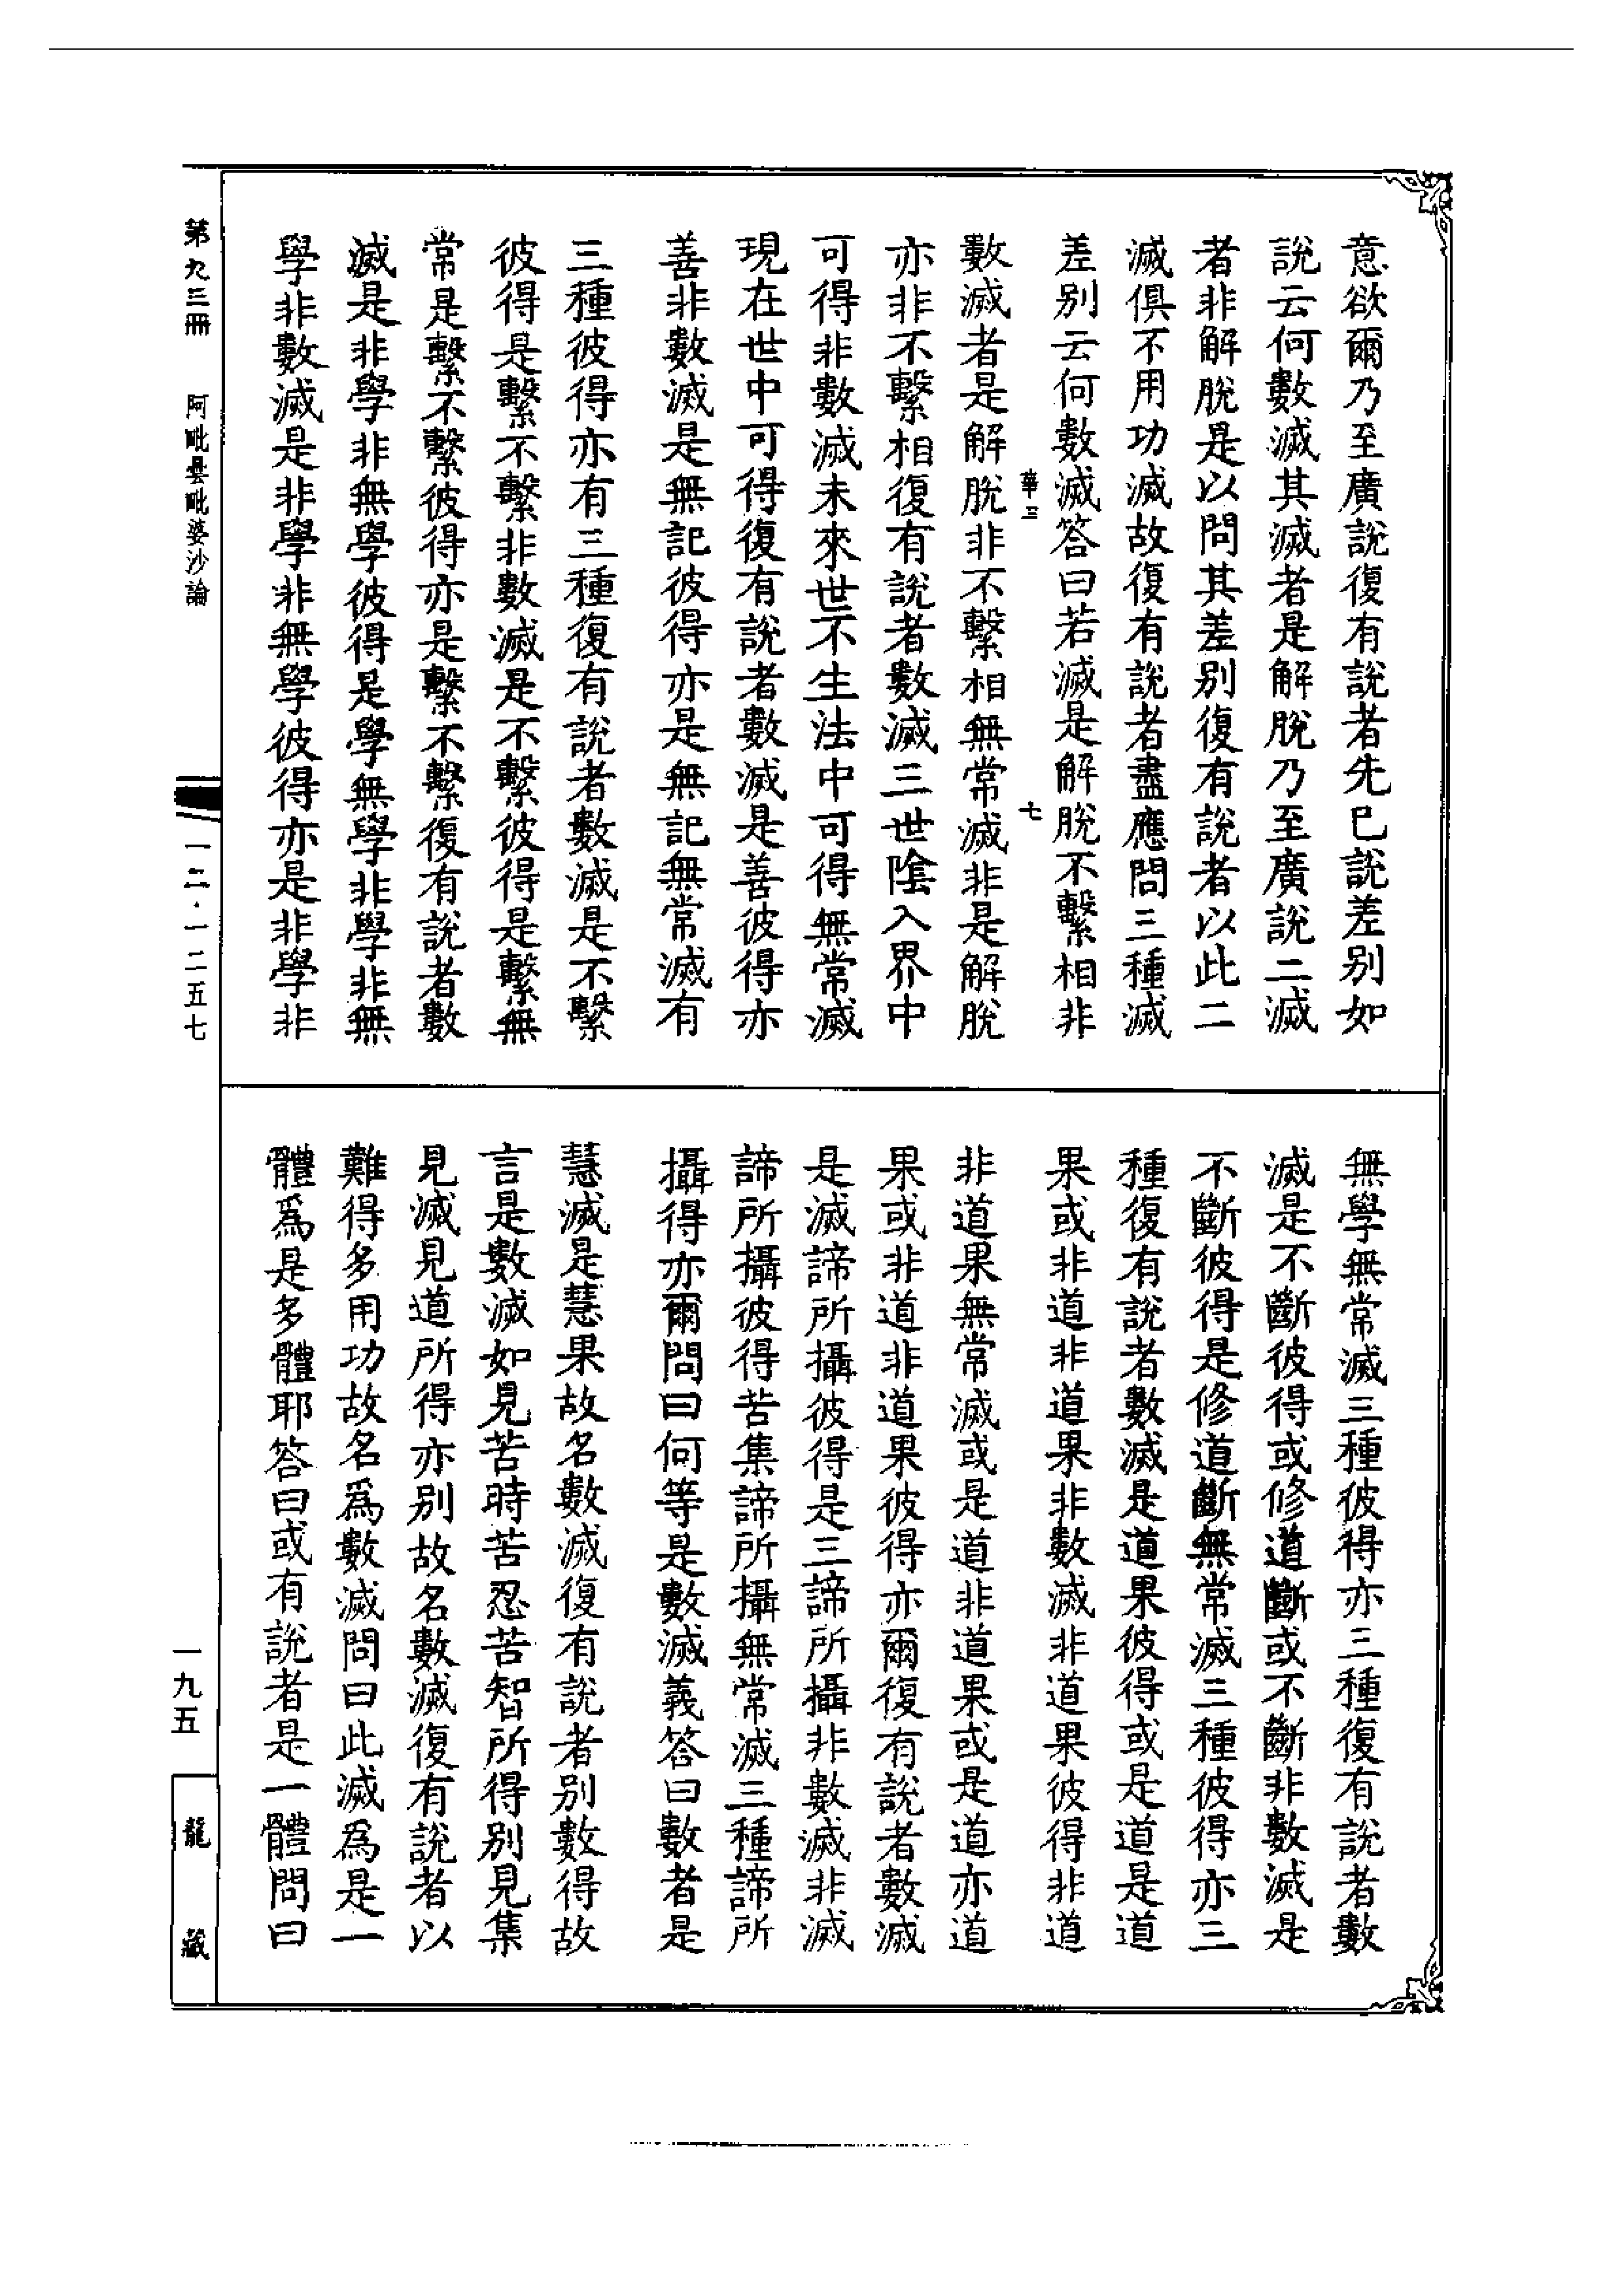 意欲爾乃至廣說復有說者先已說差别如
說云何數滅其滅者是解脫乃至廣說二滅
者非解脫是以問其差别復有說者以此二
滅俱不用功滅故復有說者盡應問三種滅
差别云何數滅答曰若滅是解脫不繫相非
華三 七
數滅者是解脫非不繫相無常滅非是解脫
亦非不繫相復有說者數滅三世陰入界中
可得非數滅未來世不生法中可得無常滅
現在世中可得復有說者數滅是善彼得亦
善非數滅是無記彼得亦是無記無常滅有
三種彼得亦有三種復有說者數滅是不繫
彼得是繫不繫非數滅是不繫彼得是繫無
常是繫不繫彼得亦是繫不繫復有說者數
滅是非學非無學彼得是學無學非學非無
學非數滅是非學非無學彼得亦是非學非
無學無常滅三種彼得亦三種復有說者數
滅是不斷彼得或修道斷或不斷非數滅是
不斷彼得是修道斷無常滅三種彼得亦三
種復有說者數滅是道果彼得或是道是道
果或非道非道果非數滅非道果彼得非道
非道果無常滅或是道非道果或是道亦道
果或非道非道果彼得亦爾復有說者數滅
是滅諦所攝彼得是三諦所攝非數滅非滅
諦所攝彼得苦集諦所攝無常滅三種諦所
攝得亦爾問曰何等是數滅義答曰數者是
慧滅是慧果故名數滅復有說者别數得故
言是數滅如見苦時苦忍苦智所得别見集
見滅見道所得亦别故名數滅復有說者以
難得多用功故名爲數滅問曰此滅爲是一
體爲是多體耶答曰或有說者是一體問曰
第九三冊 阿毗曇毗婆沙論 一二·一二五七 一九五 龍藏